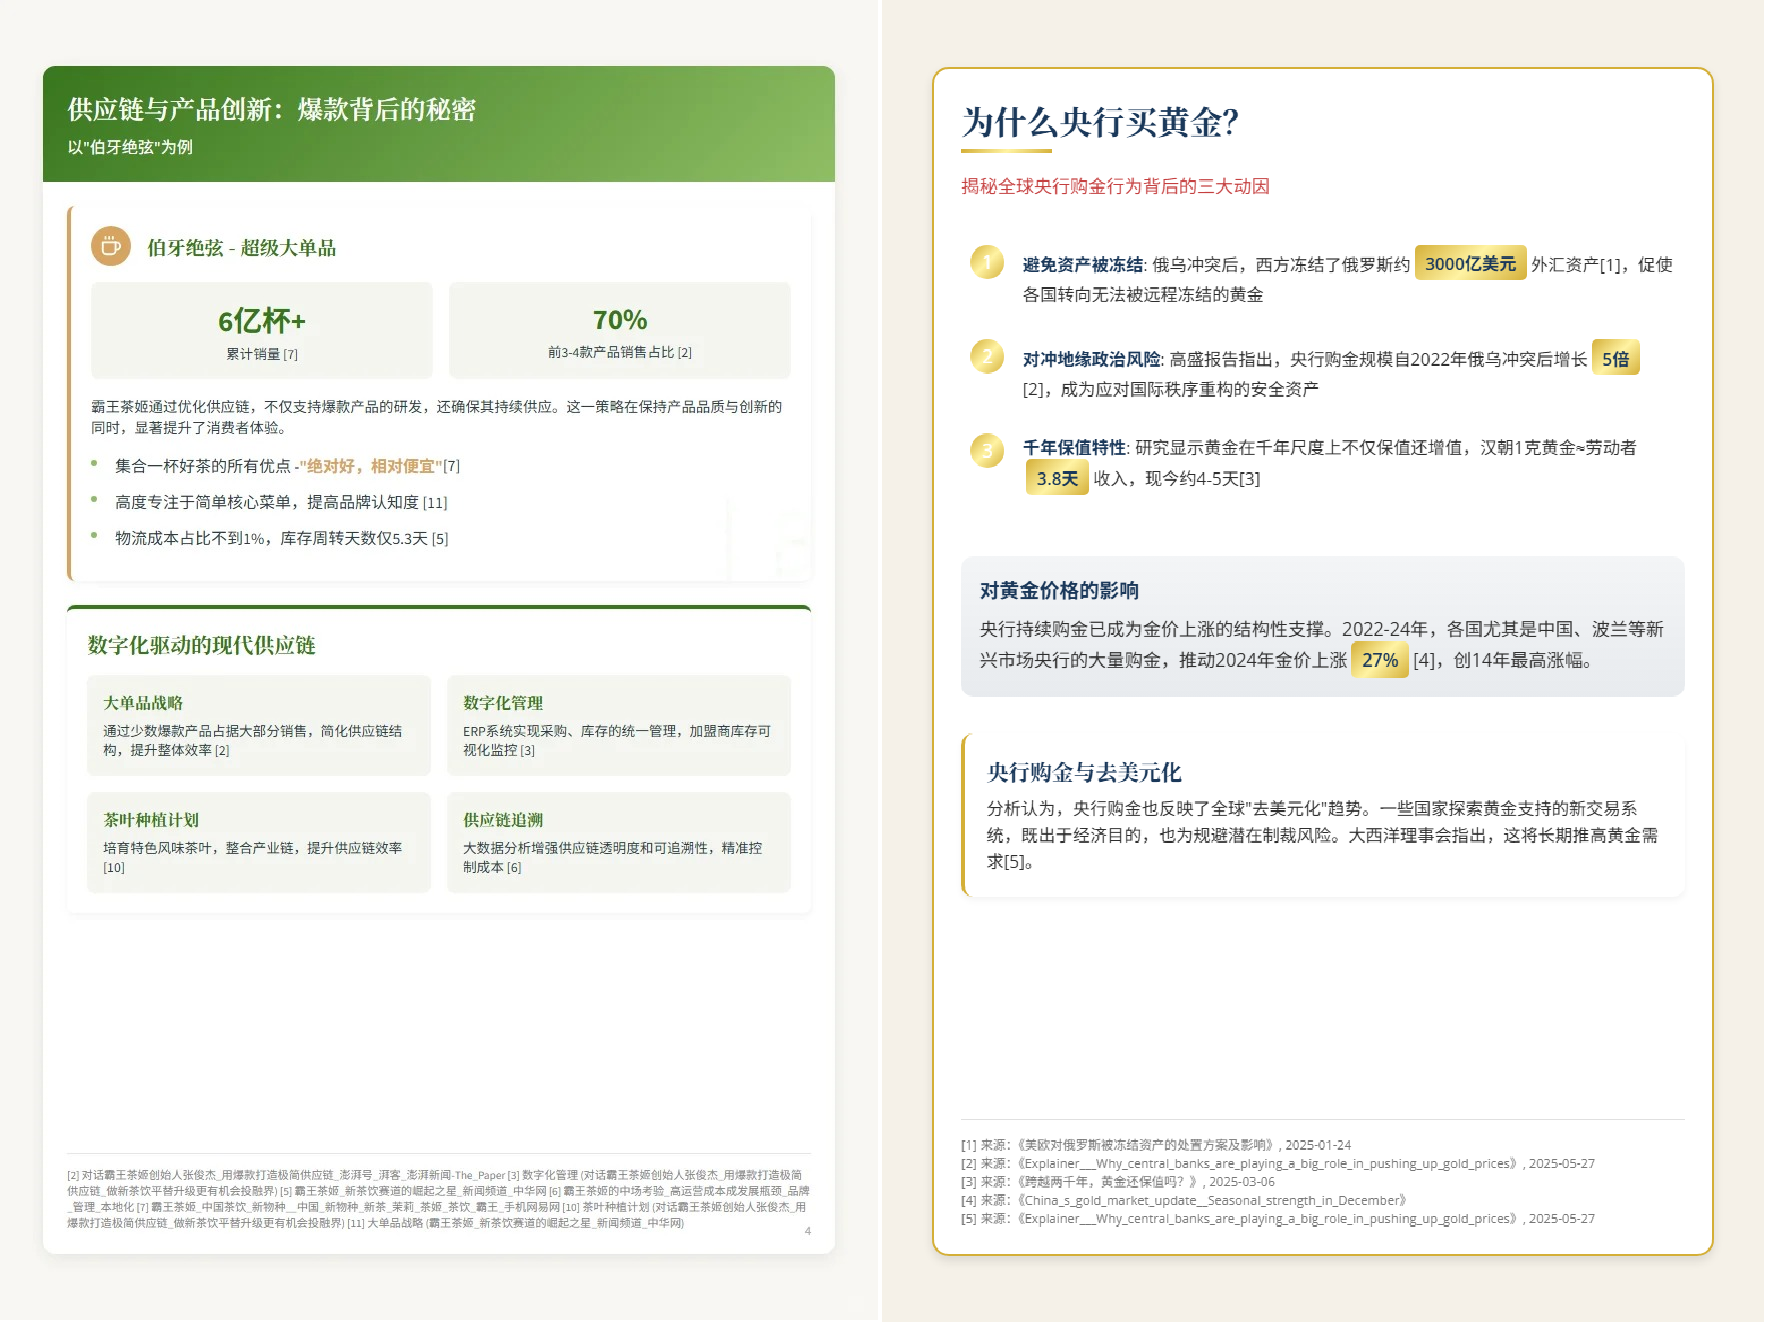 供应链与产品创新：爆款背后的秘密
以"伯牙绝弦"为例
伯牙绝弦 - 超级大单品
6亿杯+
累计销量 [7]
70%
前3-4款产品销售占比 [2]
霸王茶姬通过优化供应链，不仅支持爆款产品的研发，还确保其持续供应。这一策略在保持产品品质与创新的
同时，显著提升了消费者体验。
集合一杯好茶的所有优点 -"绝对好，相对便宜"[7]
高度专注于简单核心菜单，提高品牌认知度 [11]
物流成本占比不到1%，库存周转天数仅5.3天 [5]
数字化驱动的现代供应链
大单品战略
通过少数爆款产品占据大部分销售，简化供应链结
构，提升整体效率 [2]
数字化管理
ERP系统实现采购、库存的统一管理，加盟商库存可
视化监控 [3]
茶叶种植计划
培育特色风味茶叶，整合产业链，提升供应链效率
[10]
供应链追溯
大数据分析增强供应链透明度和可追溯性，精准控
制成本 [6]
[2] 对话霸王茶姬创始人张俊杰_用爆款打造极简供应链_澎湃号_湃客_澎湃新闻-The_Paper [3] 数字化管理 (对话霸王茶姬创始人张俊杰_用爆款打造极简
供应链_做新茶饮平替升级更有机会投融界) [5] 霸王茶姬_新茶饮赛道的崛起之星_新闻频道_中华网 [6] 霸王茶姬的中场考验_高运营成本成发展瓶颈_品牌
_管理_本地化 [7] 霸王茶姬_中国茶饮_新物种__中国_新物种_新茶_茉莉_茶姬_茶饮_霸王_手机网易网 [10] 茶叶种植计划 (对话霸王茶姬创始人张俊杰_用
爆款打造极简供应链_做新茶饮平替升级更有机会投融界) [11] 大单品战略 (霸王茶姬_新茶饮赛道的崛起之星_新闻频道_中华网)
4
为什么央行买黄金?
揭秘全球央行购金行为背后的三大动因
1
避免资产被冻结: 俄乌冲突后，西方冻结了俄罗斯约 3000亿美元 外汇资产[1]，促使
各国转向无法被远程冻结的黄金
2
对冲地缘政治风险: 高盛报告指出，央行购金规模自2022年俄乌冲突后增长 5倍
[2]，成为应对国际秩序重构的安全资产
3
千年保值特性: 研究显示黄金在千年尺度上不仅保值还增值，汉朝1克黄金≈劳动者
3.8天 收入，现今约4-5天[3]
对黄金价格的影响
央行持续购金已成为金价上涨的结构性支撑。2022-24年，各国尤其是中国、波兰等新
兴市场央行的大量购金，推动2024年金价上涨 27% [4]，创14年最高涨幅。
央行购金与去美元化
分析认为，央行购金也反映了全球"去美元化"趋势。一些国家探索黄金支持的新交易系
统，既出于经济目的，也为规避潜在制裁风险。大西洋理事会指出，这将长期推高黄金需
求[5]。
[1] 来源：《美欧对俄罗斯被冻结资产的处置方案及影响》, 2025-01-24
[2] 来源：《Explainer__Why_central_banks_are_playing_a_big_role_in_pushing_up_gold_prices》, 2025-05-27
[3] 来源：《跨越两千年，黄金还保值吗？》, 2025-03-06
[4] 来源：《China_s_gold_market_update__Seasonal_strength_in_December》
[5] 来源：《Explainer__Why_central_banks_are_playing_a_big_role_in_pushing_up_gold_prices》, 2025-05-27